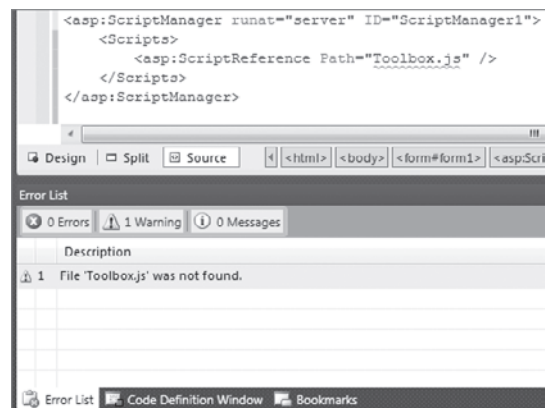 <asp:ScriptManager runat="server" ID="ScriptManager1">
<Scripts>
<asp:ScriptReference Path="Toolbox.js" />
</Scripts>
</asp:ScriptManager>
Design Split Source <html> <body> <form#form1> <asp:Scri
Error List
0 Errors 1 Warning 0 Messages
Description
1 File 'Toolbox.js' was not found.
Error List Code Definition Window Bookmarks